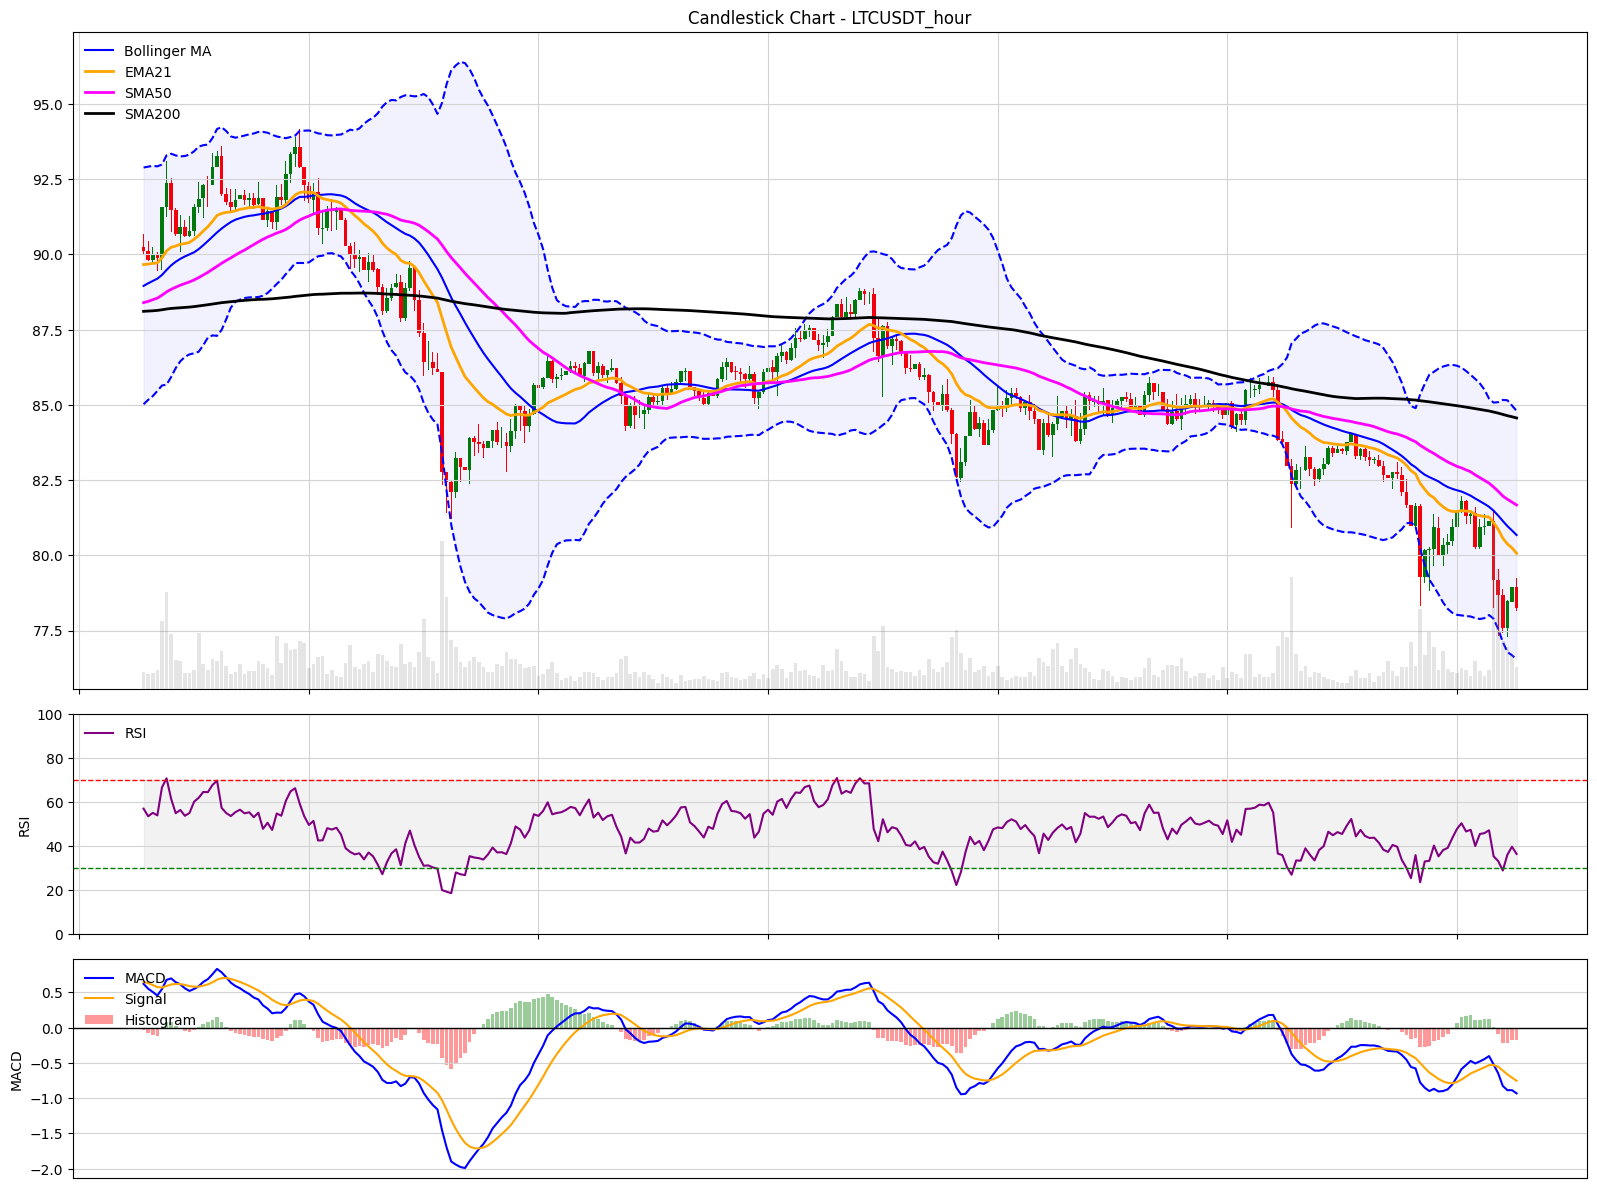 Candlestick Chart - LTCUSDT_hour
Bollinger MA
EMA21
SMA50
SMA200
95.0
92.5
90.0
87.5
85.0
82.5
80.0
77.5
RSI
100
80
60
40
20
0
RSI
MACD
Signal
Histogram
0.5
0.0
−0.5
−1.0
−1.5
−2.0
MACD